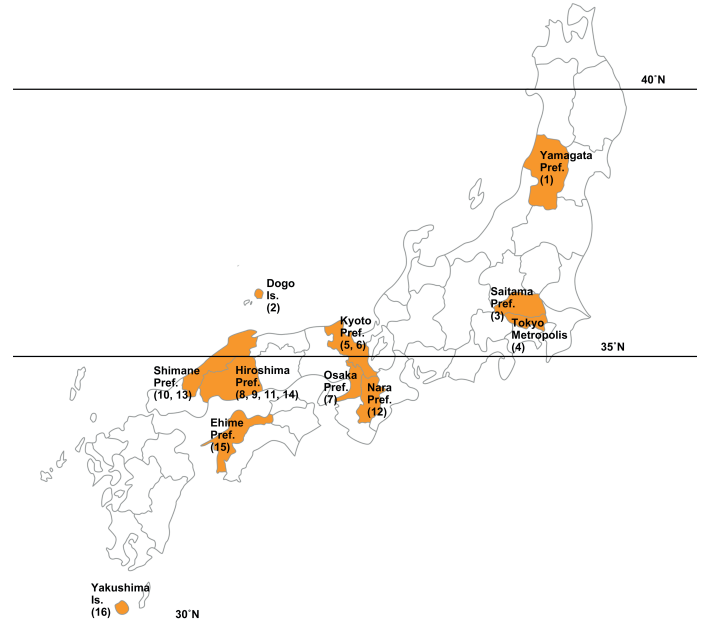 40°N
Yamagata
Pref.
(1)
Dogo
Is.
(2)
Saitama
Pref.
(3)
Tokyo
Metropolis
(4)
Kyoto
Pref.
(5, 6)
35°N
Shimane
Pref.
(10, 13)
Hiroshima
Pref.
(8, 9, 11, 14)
Osaka
Pref.
(7)
Nara
Pref.
(12)
Ehime
Pref.
(15)
Yakushima
Is.
(16)
30°N